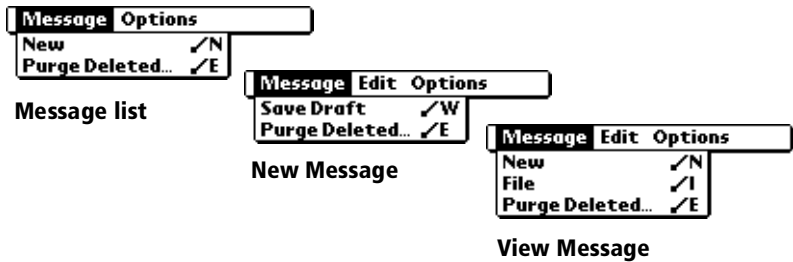 Message Options
New ✓N
Purge Deleted... ✓E
Message list
Message Edit Options
Save Draft ✓W
Purge Deleted... ✓E
New Message
Message Edit Options
New ✓N
File ✓I
Purge Deleted... ✓E
View Message